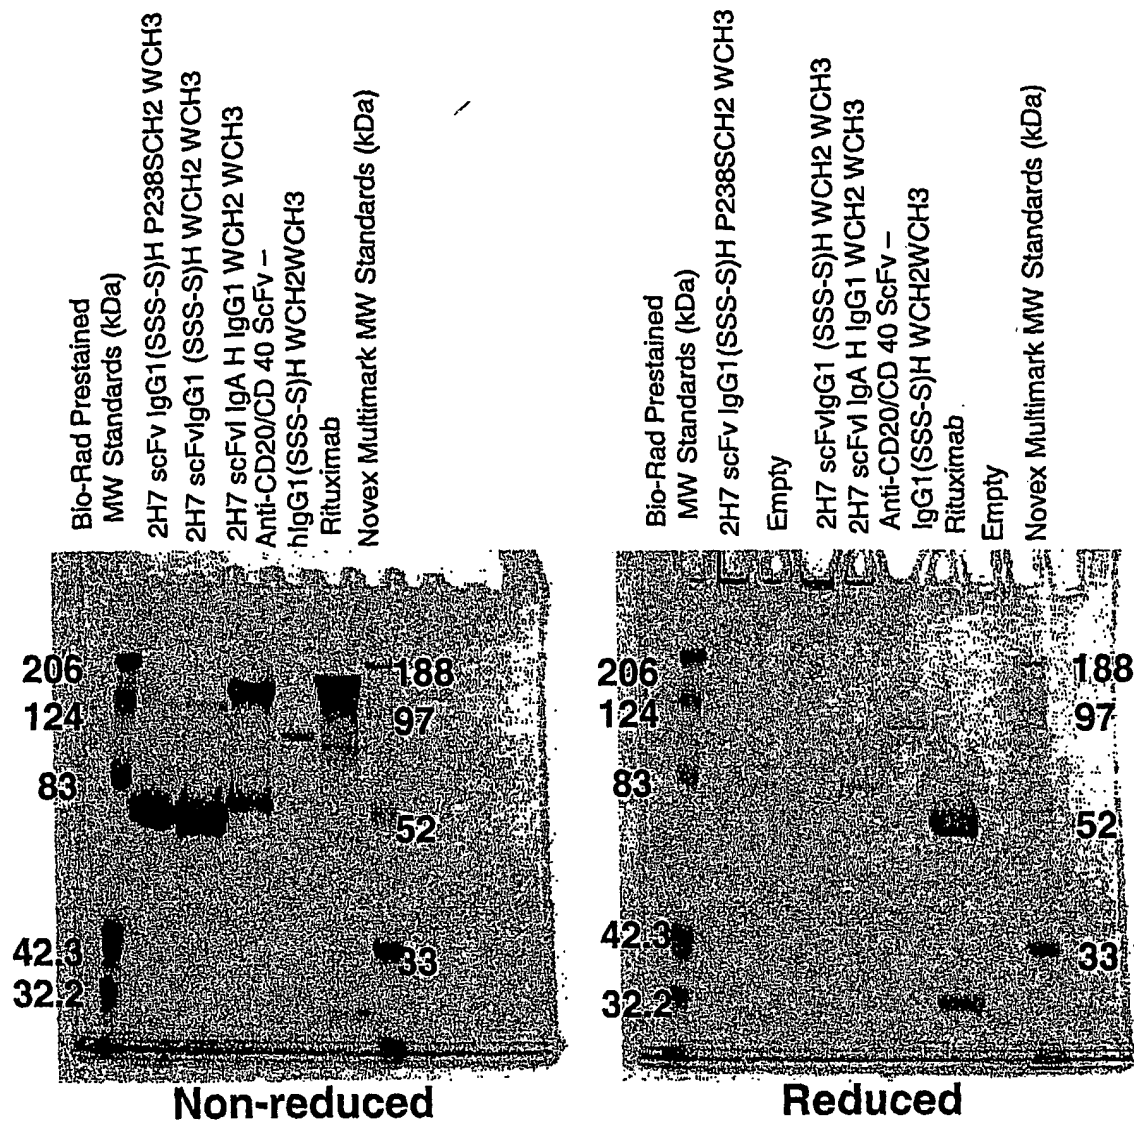 Bio-Rad Prestained
MW Standards (kDa)
2H7 scFv IgG1(SSS-S)H P238SCH2 WCH3
2H7 scFvIgG1 (SSS-S)H WCH2 WCH3
2H7 scFvI IgA H IgG1 WCH2 WCH3
Anti-CD20/CD 40 ScFv –
hIgG1(SSS-S)H WCH2WCH3
Rituximab
Novex Multimark MW Standards (kDa)
206
124
83
42.3
32.2
188
97
52
33
Non-reduced
Bio-Rad Prestained
MW Standards (kDa)
2H7 scFv IgG1(SSS-S)H P238SCH2 WCH3
Empty
2H7 scFvIgG1 (SSS-S)H WCH2 WCH3
2H7 scFvI IgA H IgG1 WCH2 WCH3
Anti-CD20/CD 40 ScFv –
IgG1(SSS-S)H WCH2WCH3
Rituximab
Empty
Novex Multimark MW Standards (kDa)
206
124
83
42.3
32.2
188
97
52
33
Reduced